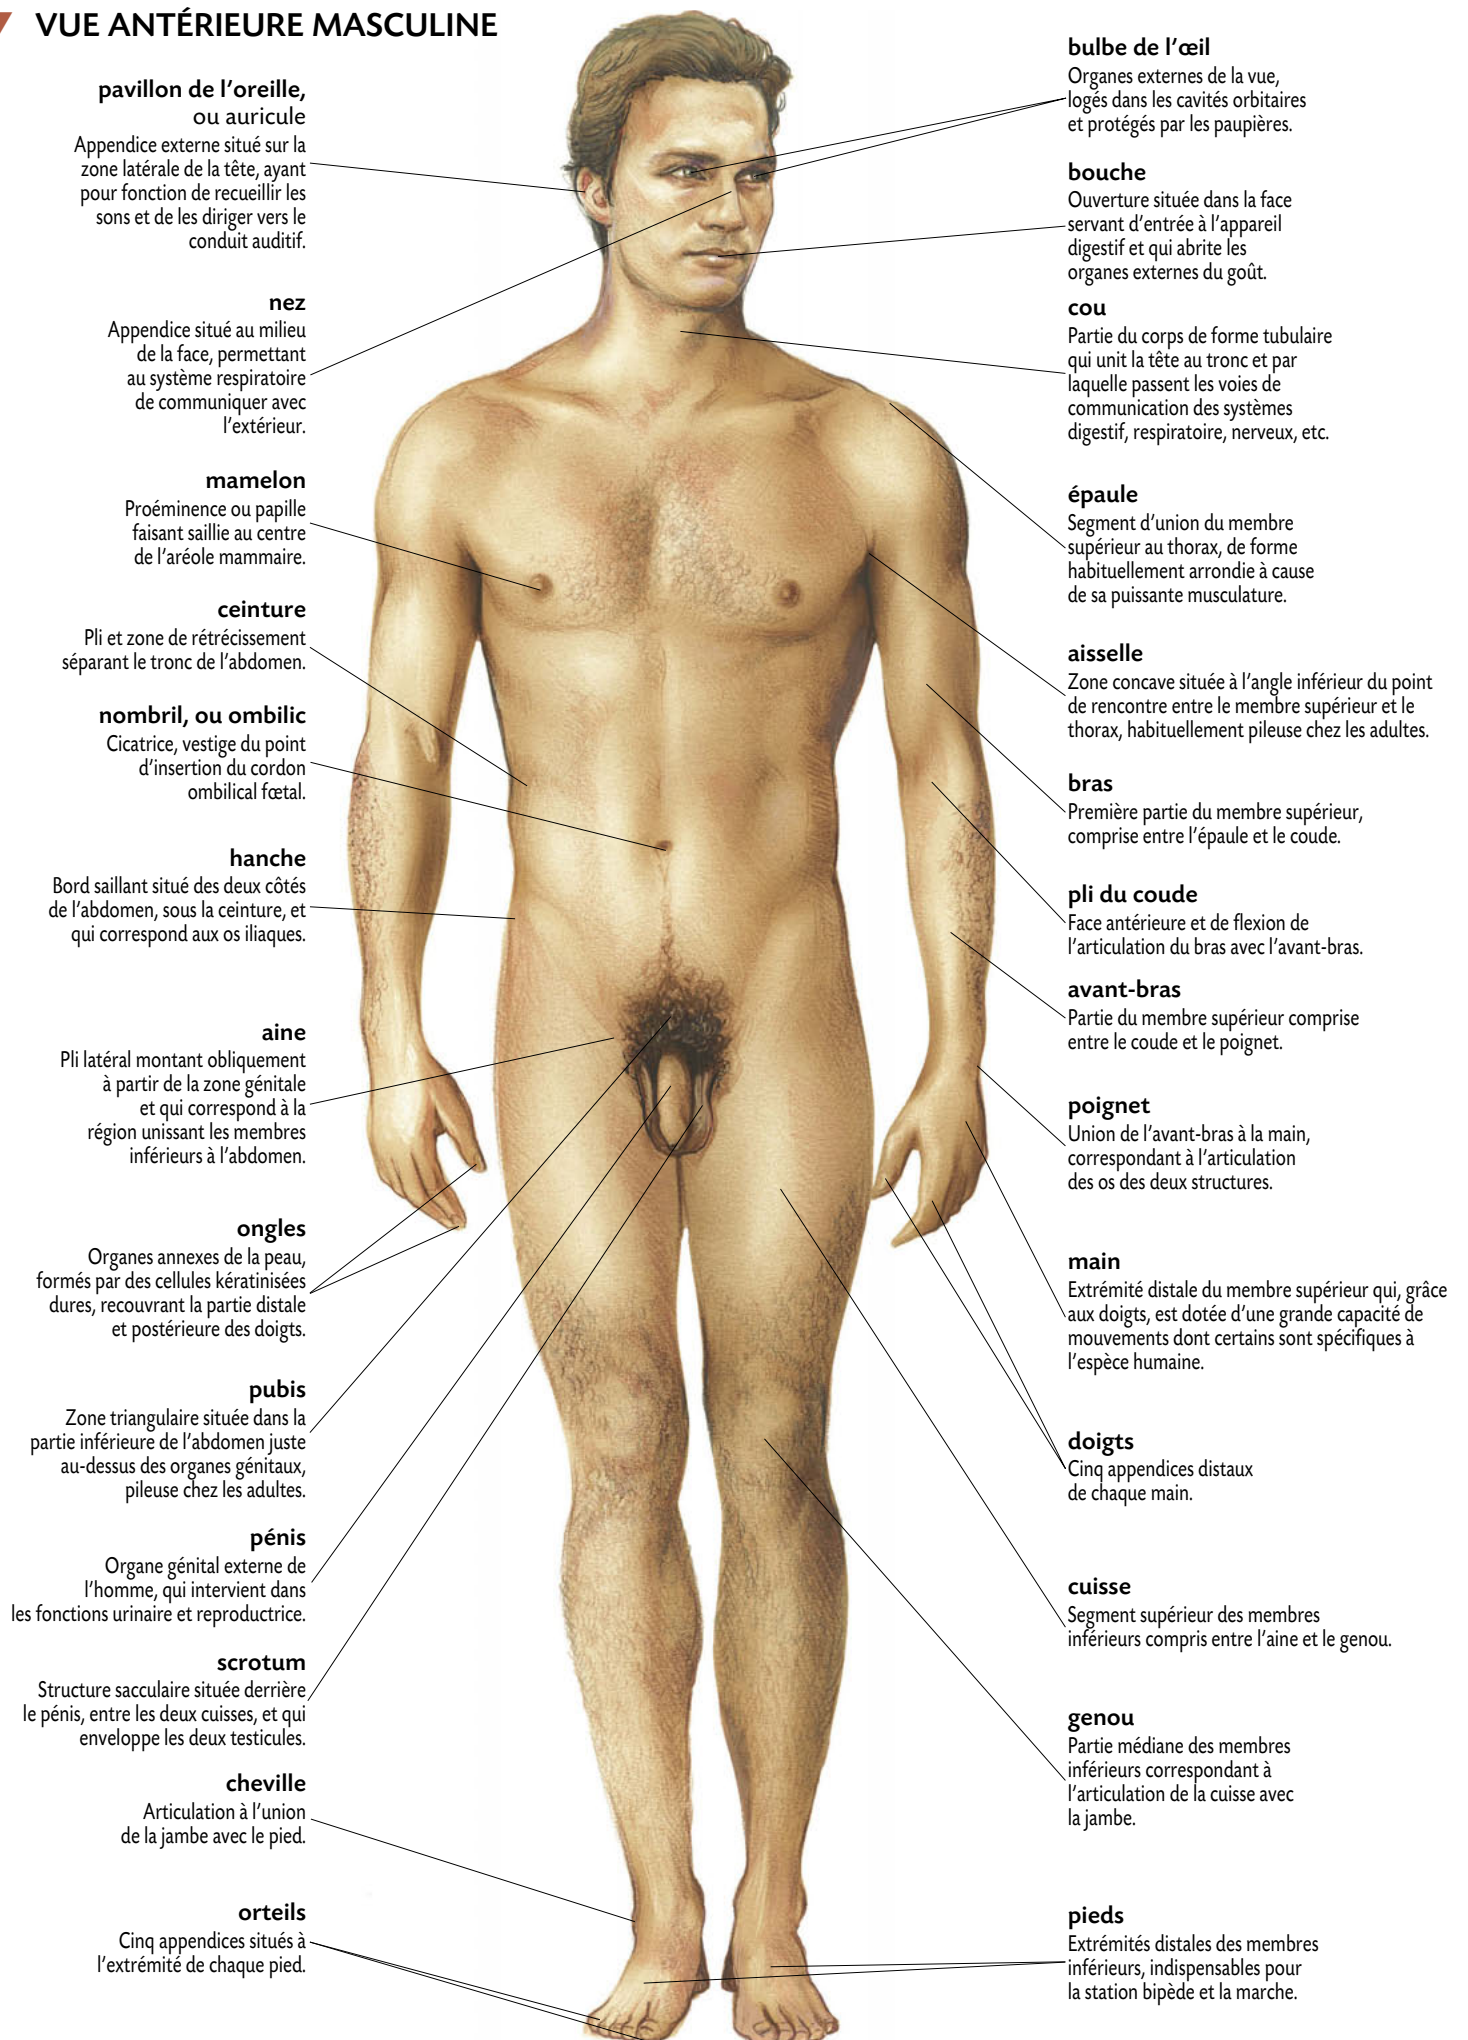 VUE ANTÉRIEURE MASCULINE
pavillon de l'oreille,
ou auricule
Appendice externe situé sur la
zone latérale de la tête, ayant
pour fonction de recueillir les
sons et de les diriger vers le
conduit auditif.
nez
Appendice situé au milieu
de la face, permettant
au système respiratoire
de communiquer avec
l'extérieur.
mamelon
Proéminence ou papille
faisant saillie au centre
de l'aréole mammaire.
ceinture
Pli et zone de rétrécissement
séparant le tronc de l'abdomen.
nombril, ou ombilic
Cicatrice, vestige du point
d'insertion du cordon
ombilical fœtal.
hanche
Bord saillant situé des deux côtés
de l'abdomen, sous la ceinture, et
qui correspond aux os iliaques.
aine
Pli latéral montant obliquement
à partir de la zone génitale
et qui correspond à la
région unissant les membres
inférieurs à l'abdomen.
ongles
Organes annexes de la peau,
formés par des cellules kératinisées
dures, recouvrant la partie distale
et postérieure des doigts.
pubis
Zone triangulaire située dans la
partie inférieure de l'abdomen juste
au-dessus des organes génitaux,
pileuse chez les adultes.
pénis
Organe génital externe de
l'homme, qui intervient dans
les fonctions urinaire et reproductrice.
scrotum
Structure sacculaire située derrière
le pénis, entre les deux cuisses, et qui
enveloppe les deux testicules.
cheville
Articulation à l'union
de la jambe avec le pied.
orteils
Cinq appendices situés à
l'extrémité de chaque pied.
bulbe de l'œil
Organes externes de la vue,
logés dans les cavités orbitaires
et protégés par les paupières.
bouche
Ouverture située dans la face
servant d'entrée à l'appareil
digestif et qui abrite les
organes externes du goût.
cou
Partie du corps de forme tubulaire
qui unit la tête au tronc et par
laquelle passent les voies de
communication des systèmes
digestif, respiratoire, nerveux, etc.
épaule
Segment d'union du membre
supérieur au thorax, de forme
habituellement arrondie à cause
de sa puissante musculature.
aisselle
Zone concave située à l'angle inférieur du point
de rencontre entre le membre supérieur et le
thorax, habituellement pileuse chez les adultes.
bras
Première partie du membre supérieur,
comprise entre l'épaule et le coude.
pli du coude
Face antérieure et de flexion de
l'articulation du bras avec l'avant-bras.
avant-bras
Partie du membre supérieur comprise
entre le coude et le poignet.
poignet
Union de l'avant-bras à la main,
correspondant à l'articulation
des os des deux structures.
main
Extrémité distale du membre supérieur qui, grâce
aux doigts, est dotée d'une grande capacité de
mouvements dont certains sont spécifiques à
l'espèce humaine.
doigts
Cinq appendices distaux
de chaque main.
cuisse
Segment supérieur des membres
inférieurs compris entre l'aine et le genou.
genou
Partie médiane des membres
inférieurs correspondant à
l'articulation de la cuisse avec
la jambe.
pieds
Extrémités distales des membres
inférieurs, indispensables pour
la station bipède et la marche.